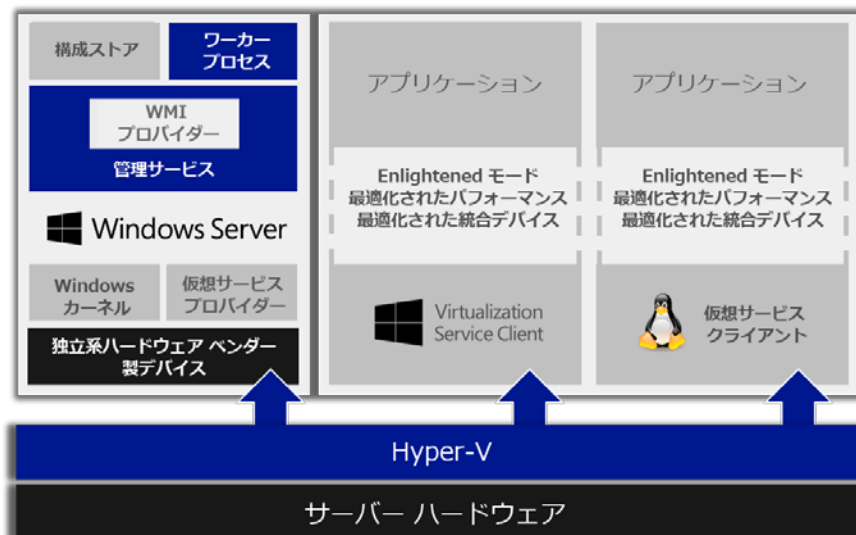 構成ストア
ワーカー
プロセス
WMI
プロバイダー
管理サービス
Windows Server
Windows
カーネル
仮想サービス
プロバイダー
独立系ハードウェア ベンダー
製デバイス
アプリケーション
Enlightened モード
最適化されたパフォーマンス
最適化された統合デバイス
Virtualization
Service Client
アプリケーション
Enlightened モード
最適化されたパフォーマンス
最適化された統合デバイス
仮想サービス
クライアント
Hyper-V
サーバー ハードウェア